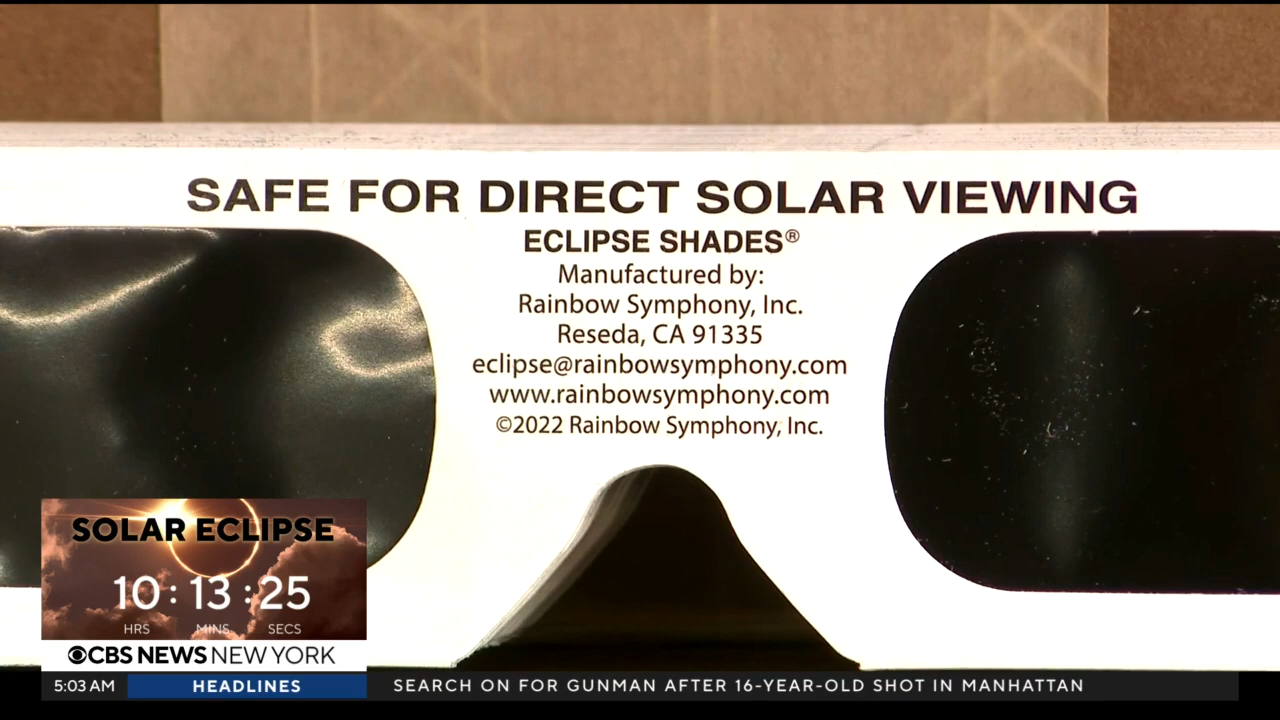 SAFE FOR DIRECT SOLAR VIEWING
ECLIPSE SHADES®
Manufactured by:
Rainbow Symphony, Inc.
Reseda, CA 91335
eclipse@rainbowsymphony.com
www.rainbowsymphony.com
©2022 Rainbow Symphony, Inc.
SOLAR ECLIPSE
10 : 13 : 25
HRS MINS SECS
CBS NEWS NEW YORK
5:03 AM HEADLINES SEARCH ON FOR GUNMAN AFTER 16-YEAR-OLD SHOT IN MANHATTAN